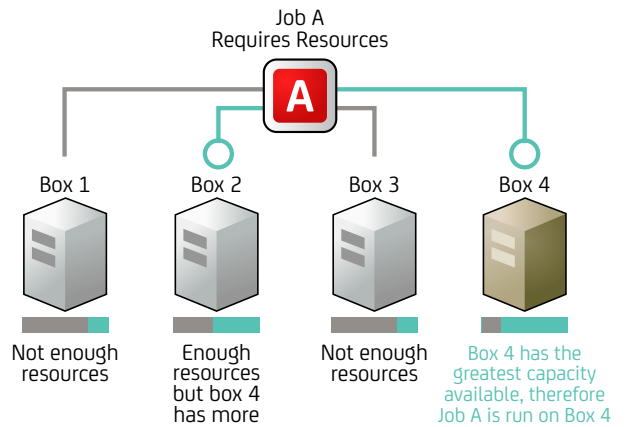 Job A
Requires Resources
A
Box 1
Box 2
Box 3
Box 4
Not enough
resources
Enough
resources
but box 4
has more
Not enough
resources
Box 4 has the
greatest capacity
available, therefore
Job A is run on Box 4